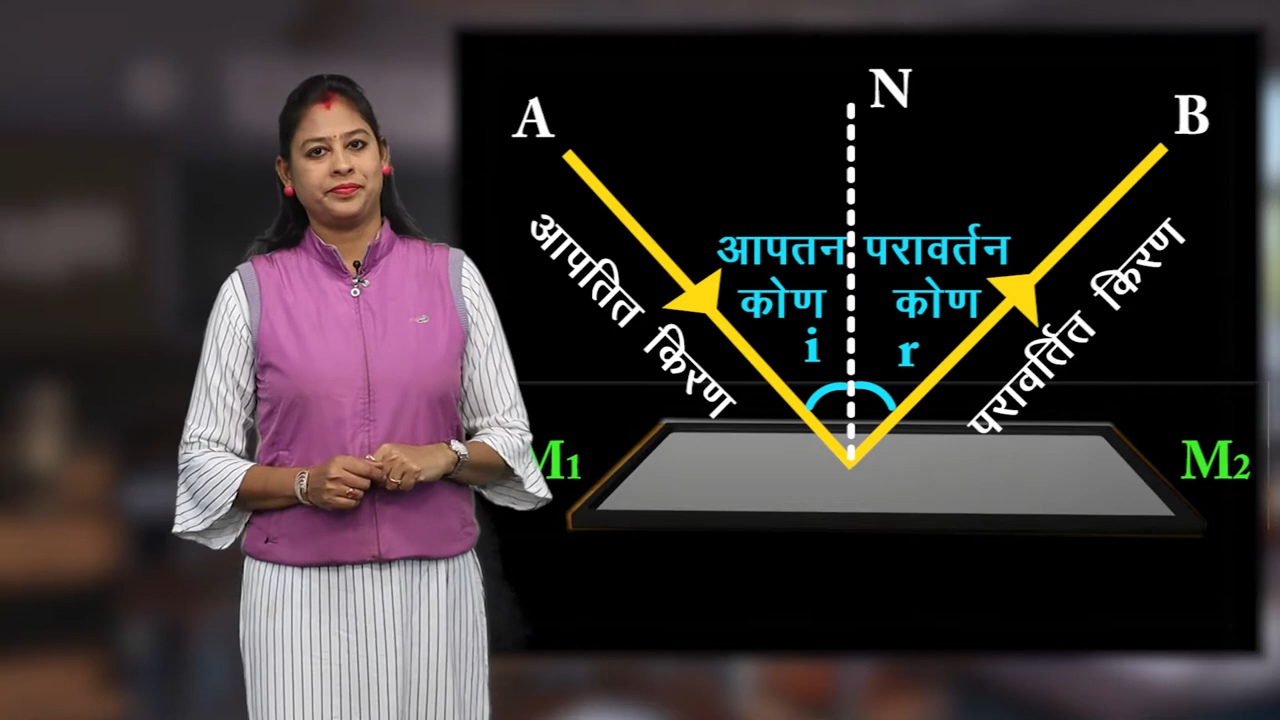 N
A
B
आपतित किरण
आपतन
कोण
i
परावर्तन
कोण
r
परावर्तित किरण
M1
M2